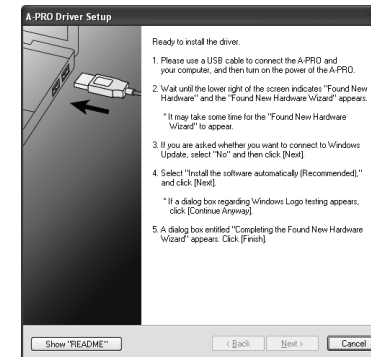 A-PRO Driver Setup
Ready to install the driver.
1. Please use a USB cable to connect the A-PRO and
your computer, and then turn on the power of the A-PRO.
2. Wait until the lower right of the screen indicates "Found New
Hardware" and the "Found New Hardware Wizard" appears.
* It may take some time for the "Found New Hardware
Wizard" to appear.
3. If you are asked whether you want to connect to Windows
Update, select "No" and then click [Next].
4. Select "Install the software automatically (Recommended),"
and click [Next].
* If a dialog box regarding Windows Logo testing appears,
click [Continue Anyway].
5. A dialog box entitled "Completing the Found New Hardware
Wizard" appears. Click [Finish].
Show "README"
< Back
Next >
Cancel